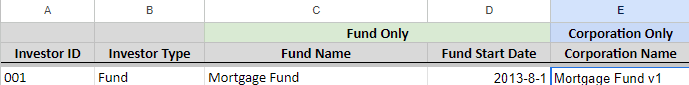 A B C D E
Fund Only Corporation Only
Investor ID Investor Type Fund Name Fund Start Date Corporation Name
001 Fund Mortgage Fund 2013-8-1 Mortgage Fund v1